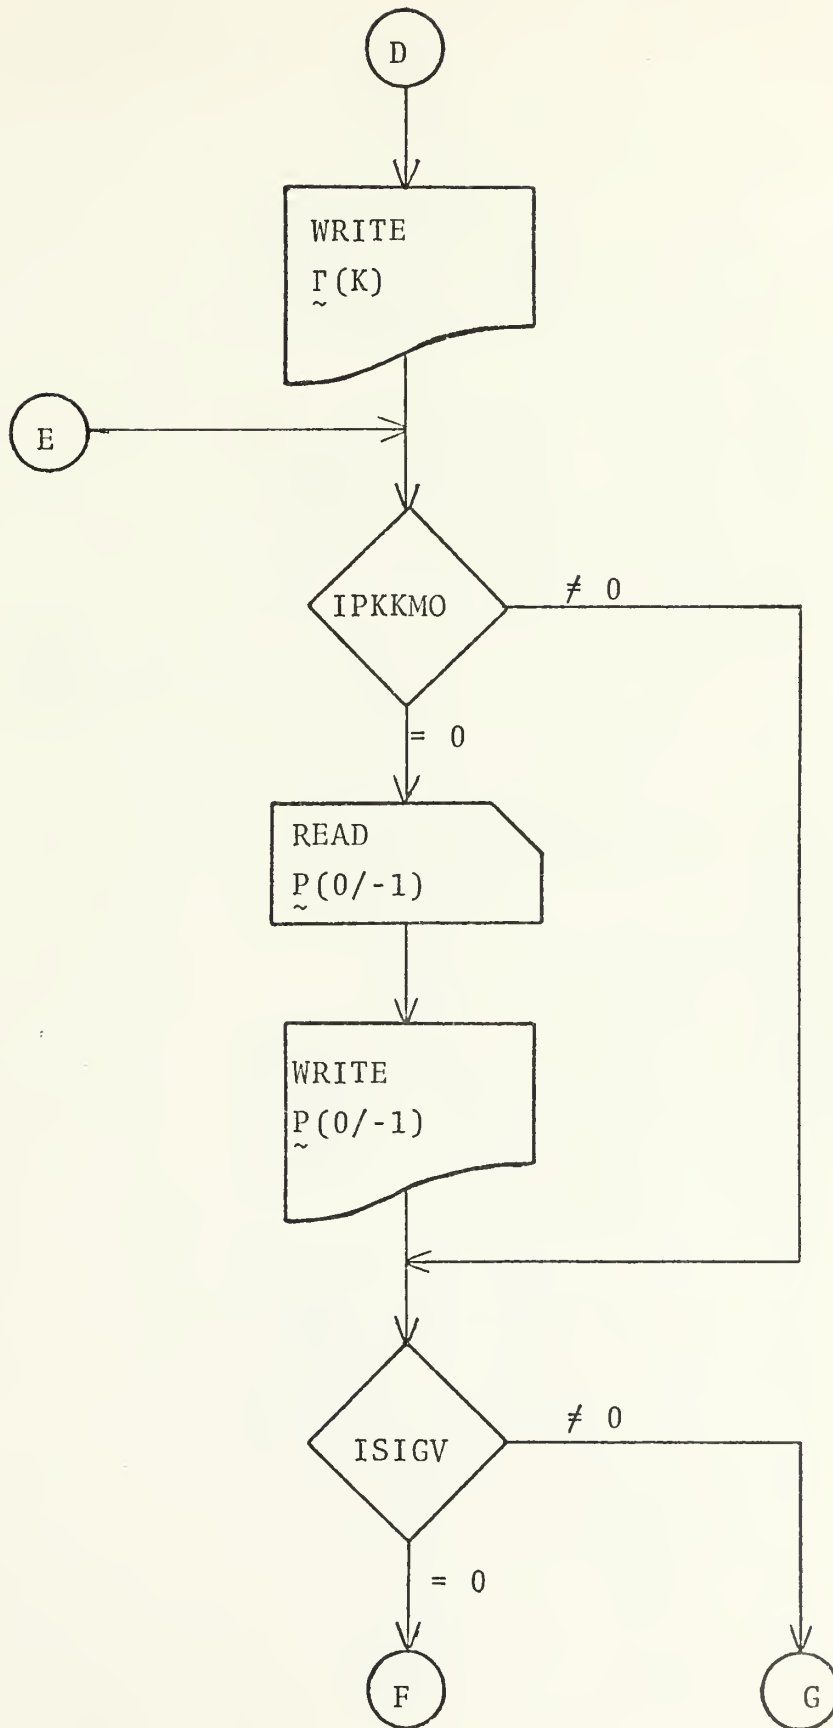 D
WRITE
Γ(K)
E
IPKKMO
≠ 0
= 0
READ
P(0/-1)
WRITE
P(0/-1)
ISIGV
≠ 0
= 0
F
G